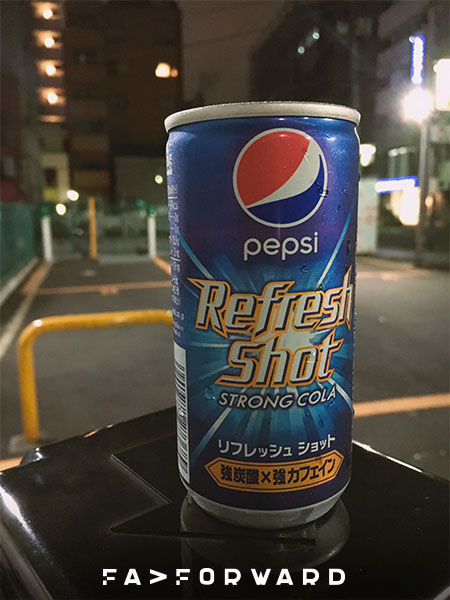 pepsi
Refresh
Shot
STRONG COLA
リフレッシュ ショット
強炭酸×強カフェイン
FA>FORWARD